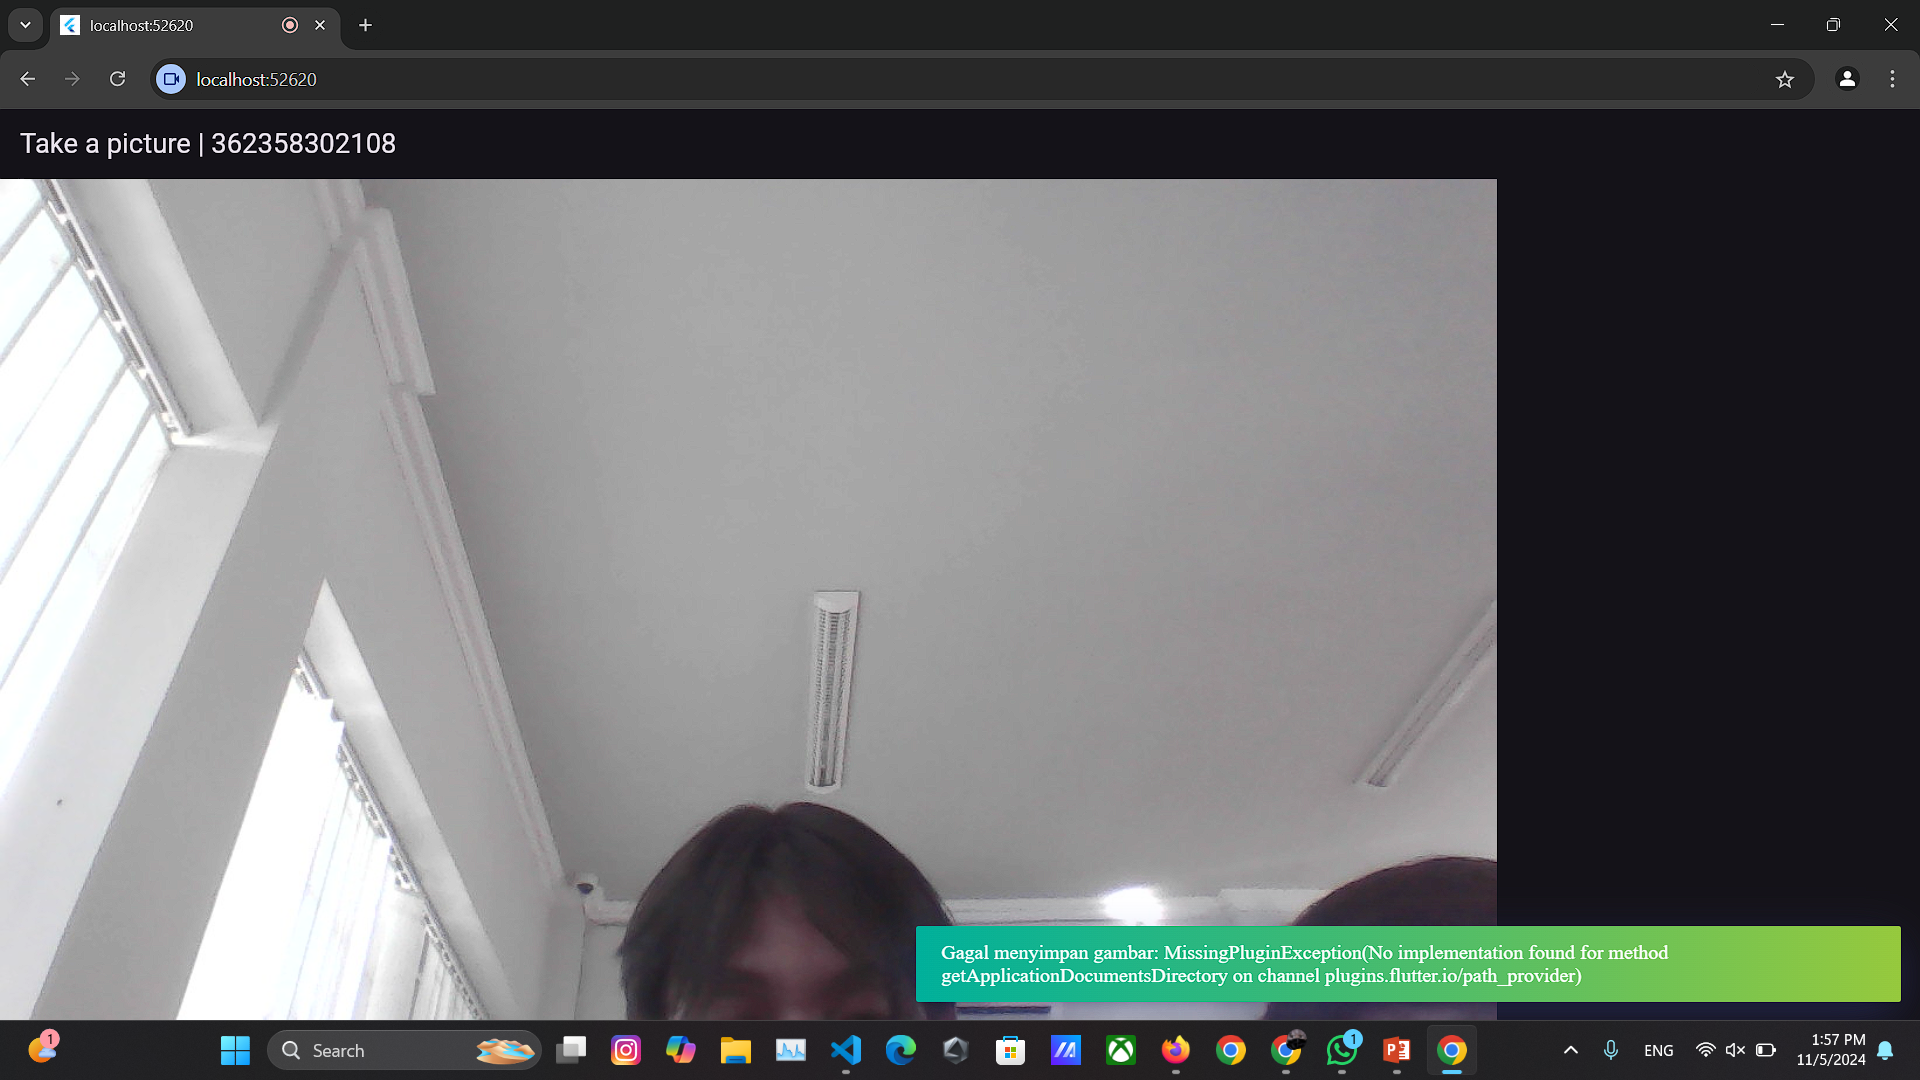 localhost:52620
localhost:52620
Take a picture | 362358302108
Gagal menyimpan gambar: MissingPluginException(No implementation found for method
getApplicationDocumentsDirectory on channel plugins.flutter.io/path_provider)
1
Search
1
ENG
1:57 PM
11/5/2024